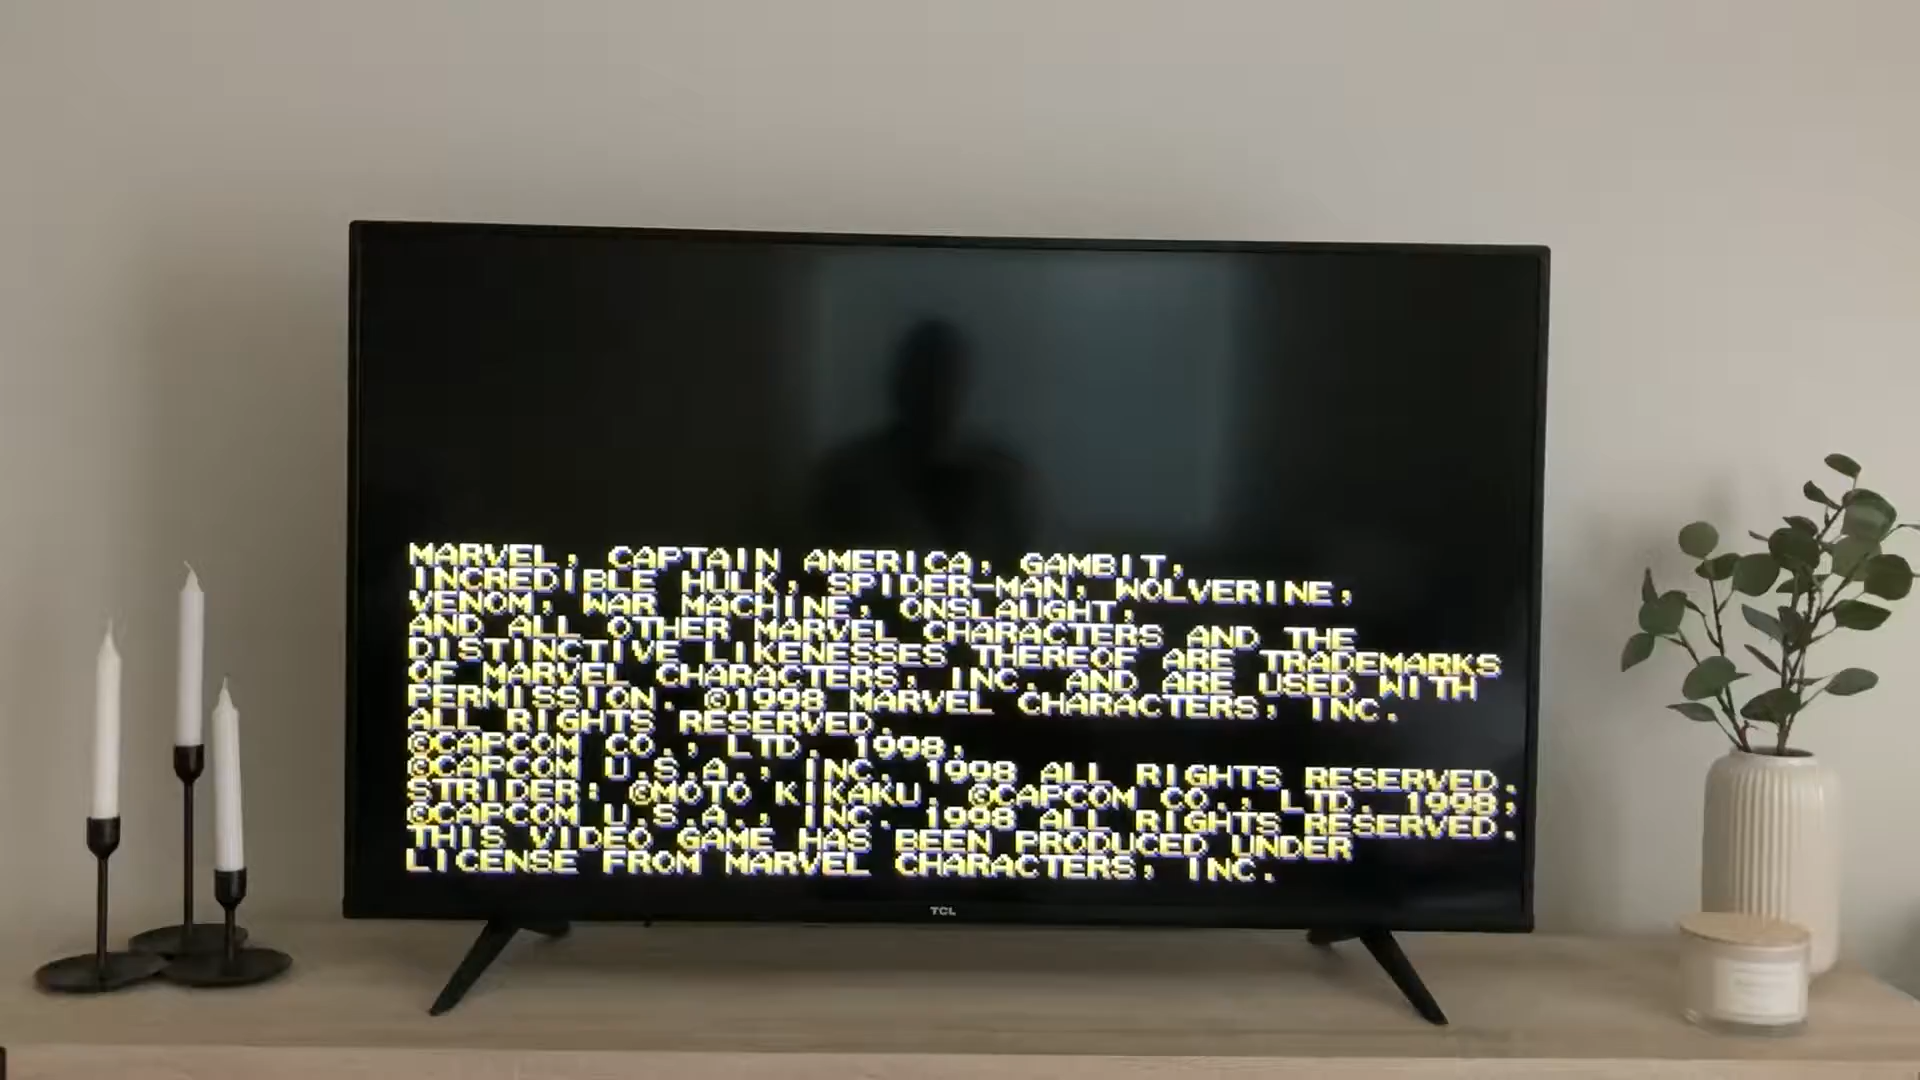 MARVEL, CAPTAIN AMERICA, GAMBIT,
INCREDIBLE HULK, SPIDER-MAN, WOLVERINE,
VENOM, WAR MACHINE, ONSLAUGHT,
AND ALL OTHER MARVEL CHARACTERS AND THE
DISTINCTIVE LIKENESSES THEREOF ARE TRADEMARKS
OF MARVEL CHARACTERS, INC. AND ARE USED WITH
PERMISSION. ©1998 MARVEL CHARACTERS, INC.
ALL RIGHTS RESERVED.
©CAPCOM CO., LTD. 1998,
©CAPCOM U.S.A., INC. 1998 ALL RIGHTS RESERVED.
STRIDER: ©MOTO KIKAKU. ©CAPCOM CO., LTD. 1998,
©CAPCOM U.S.A., INC. 1998 ALL RIGHTS RESERVED.
THIS VIDEO GAME HAS BEEN PRODUCED UNDER
LICENSE FROM MARVEL CHARACTERS, INC.
TCL